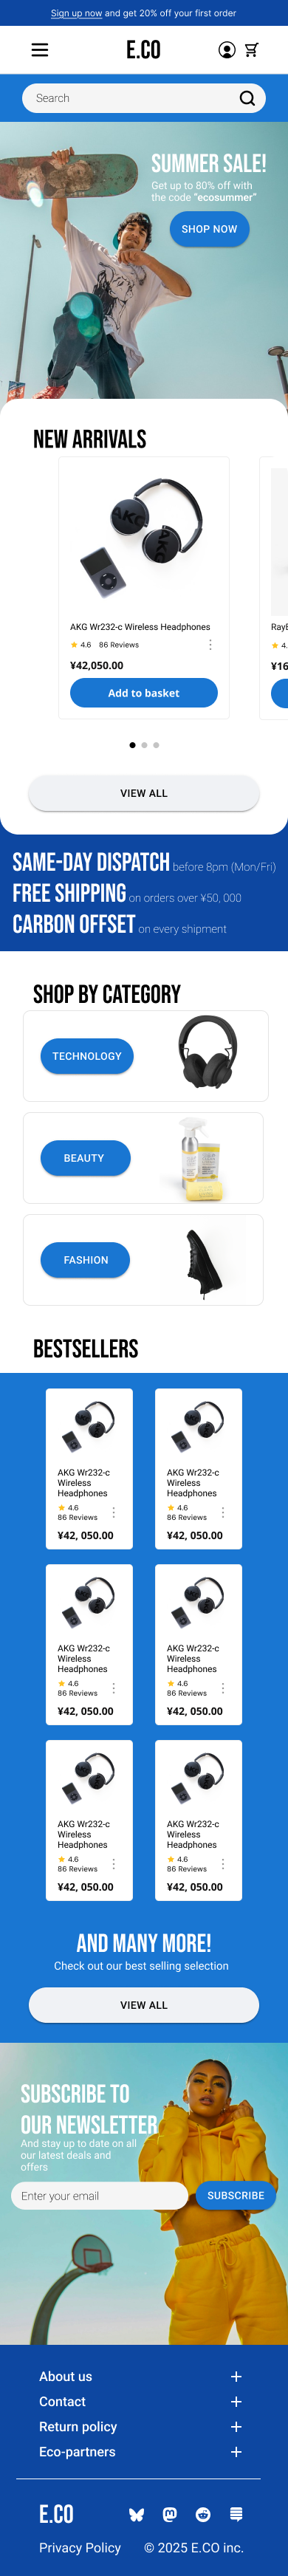 Sign up now and get 20% off your first order
E.CO
Search
SUMMER SALE!
Get up to 80% off with
the code "ecosummer"
SHOP NOW
NEW ARRIVALS
AKG
AKG
AKG Wr232-c Wireless Headphones
4.6 86 Reviews
¥42,050.00
Add to basket
RayB
4.
¥16
VIEW ALL
SAME-DAY DISPATCH before 8pm (Mon/Fri)
FREE SHIPPING on orders over ¥50, 000
CARBON OFFSET on every shipment
SHOP BY CATEGORY
TECHNOLOGY
BEAUTY
FASHION
BESTSELLERS
AKG Wr232-c
Wireless
Headphones
4.6
86 Reviews
¥42, 050.00
AKG Wr232-c
Wireless
Headphones
4.6
86 Reviews
¥42, 050.00
AKG Wr232-c
Wireless
Headphones
4.6
86 Reviews
¥42, 050.00
AKG Wr232-c
Wireless
Headphones
4.6
86 Reviews
¥42, 050.00
AKG Wr232-c
Wireless
Headphones
4.6
86 Reviews
¥42, 050.00
AKG Wr232-c
Wireless
Headphones
4.6
86 Reviews
¥42, 050.00
AND MANY MORE!
Check out our best selling selection
VIEW ALL
SUBSCRIBE TO
OUR NEWSLETTER
And stay up to date on all
our latest deals and
offers
Enter your email
SUBSCRIBE
About us
Contact
Return policy
Eco-partners
E.CO
Privacy Policy © 2025 E.CO inc.